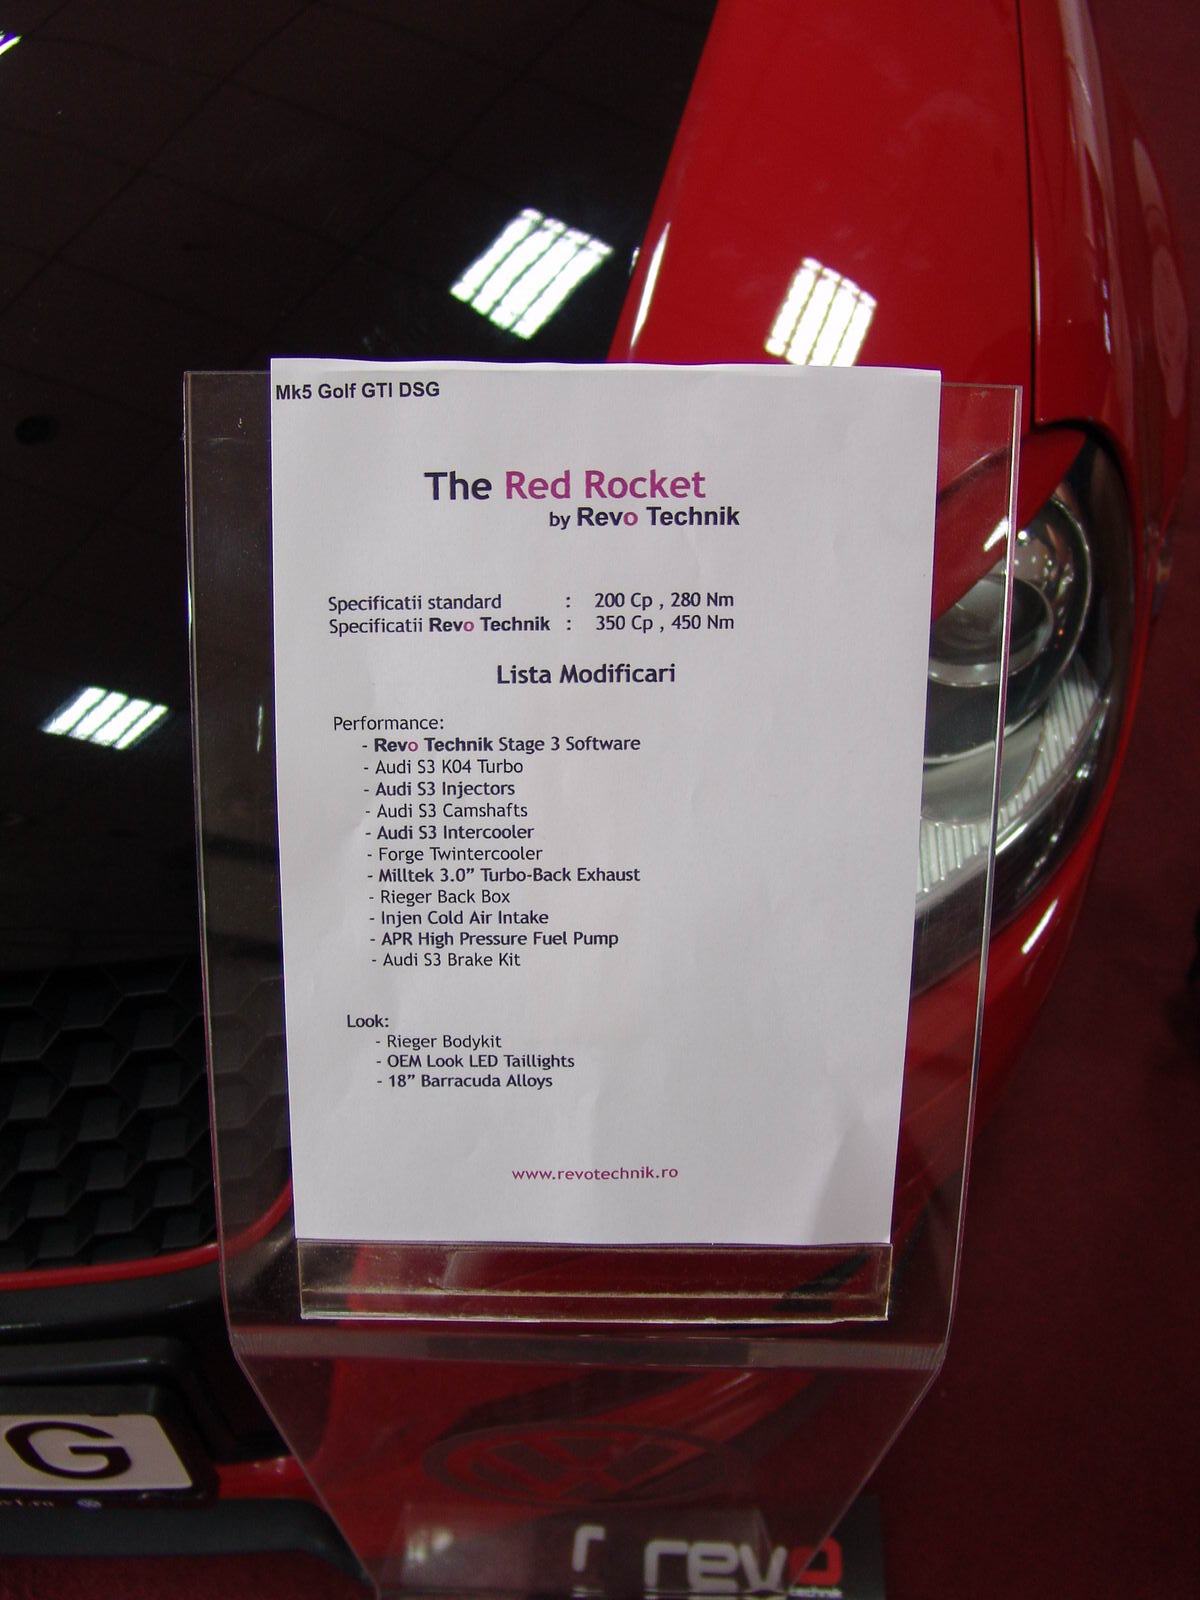 Mk5 Golf GTI DSG
The Red Rocket
by Revo Technik
Specificatii standard : 200 Cp , 280 Nm
Specificatii Revo Technik : 350 Cp , 450 Nm
Lista Modificari
Performance:
- Revo Technik Stage 3 Software
- Audi S3 K04 Turbo
- Audi S3 Injectors
- Audi S3 Camshafts
- Audi S3 Intercooler
- Forge Twintercooler
- Milltek 3.0” Turbo-Back Exhaust
- Rieger Back Box
- Injen Cold Air Intake
- APR High Pressure Fuel Pump
- Audi S3 Brake Kit
Look:
- Rieger Bodykit
- OEM Look LED Taillights
- 18” Barracuda Alloys
www.revotechnik.ro
G
revo
technik